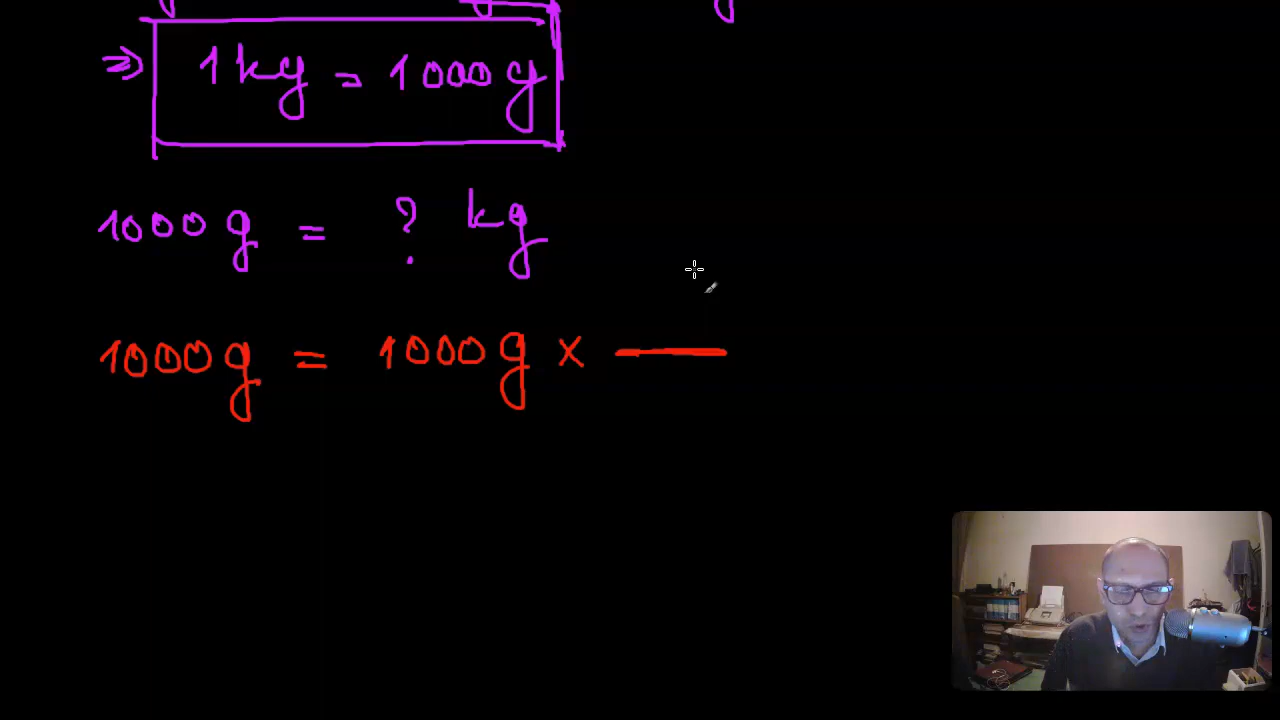 ⇒ 1 kg = 1000 g
1000 g = ? kg
1000 g = 1000 g ×